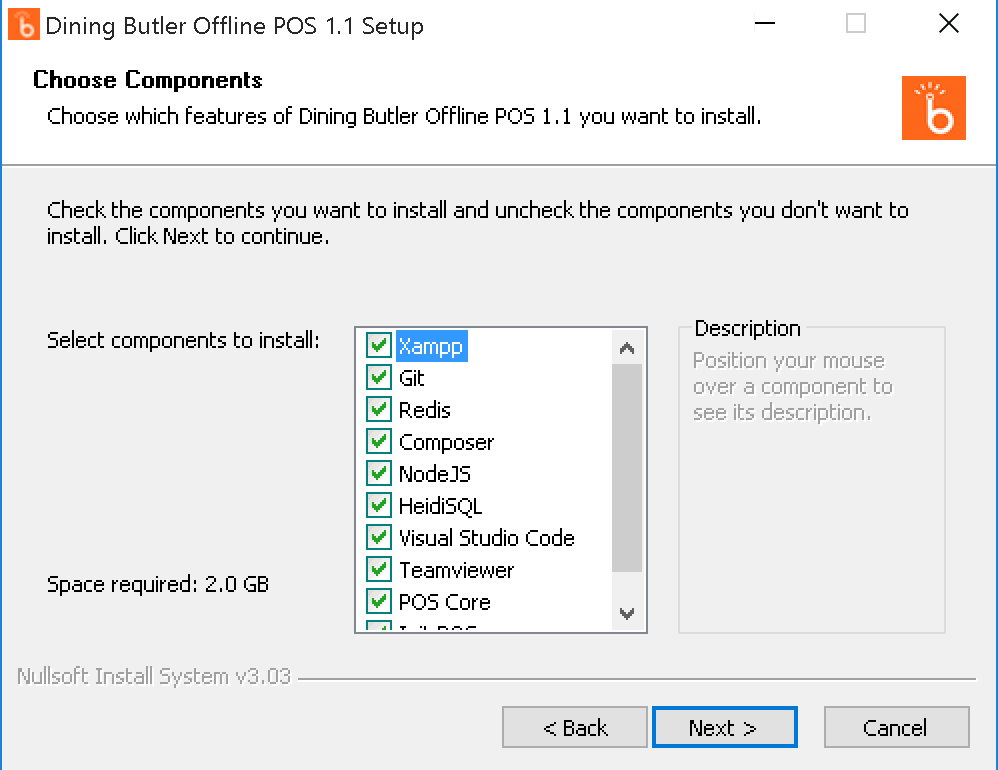 Dining Butler Offline POS 1.1 Setup
Choose Components
Choose which features of Dining Butler Offline POS 1.1 you want to install.
Check the components you want to install and uncheck the components you don't want to
install. Click Next to continue.
Select components to install:
Xampp
Git
Redis
Composer
NodeJS
HeidiSQL
Visual Studio Code
Teamviewer
POS Core
Description
Position your mouse
over a component to
see its description.
Space required: 2.0 GB
Nullsoft Install System v3.03
< Back
Next >
Cancel